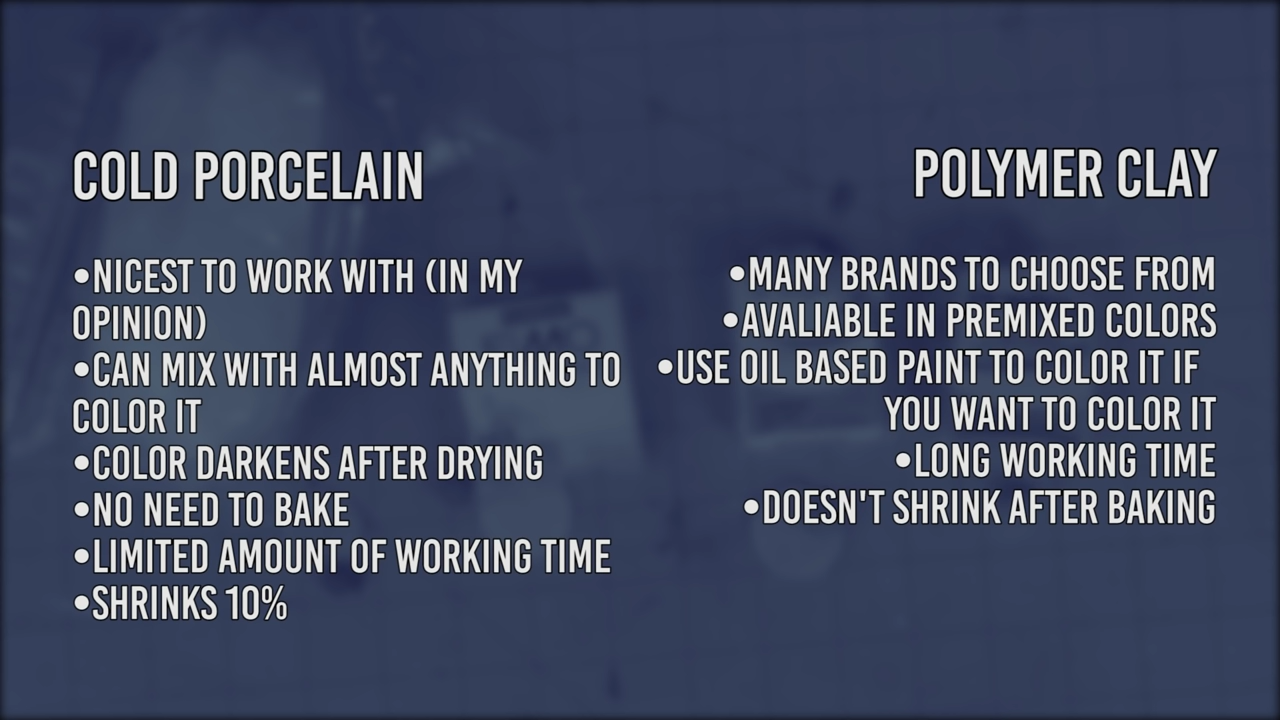 COLD PORCELAIN
•NICEST TO WORK WITH (IN MY
OPINION)
•CAN MIX WITH ALMOST ANYTHING TO
COLOR IT
•COLOR DARKENS AFTER DRYING
•NO NEED TO BAKE
•LIMITED AMOUNT OF WORKING TIME
•SHRINKS 10%
POLYMER CLAY
•MANY BRANDS TO CHOOSE FROM
•AVALIABLE IN PREMIXED COLORS
•USE OIL BASED PAINT TO COLOR IT IF
YOU WANT TO COLOR IT
•LONG WORKING TIME
•DOESN'T SHRINK AFTER BAKING